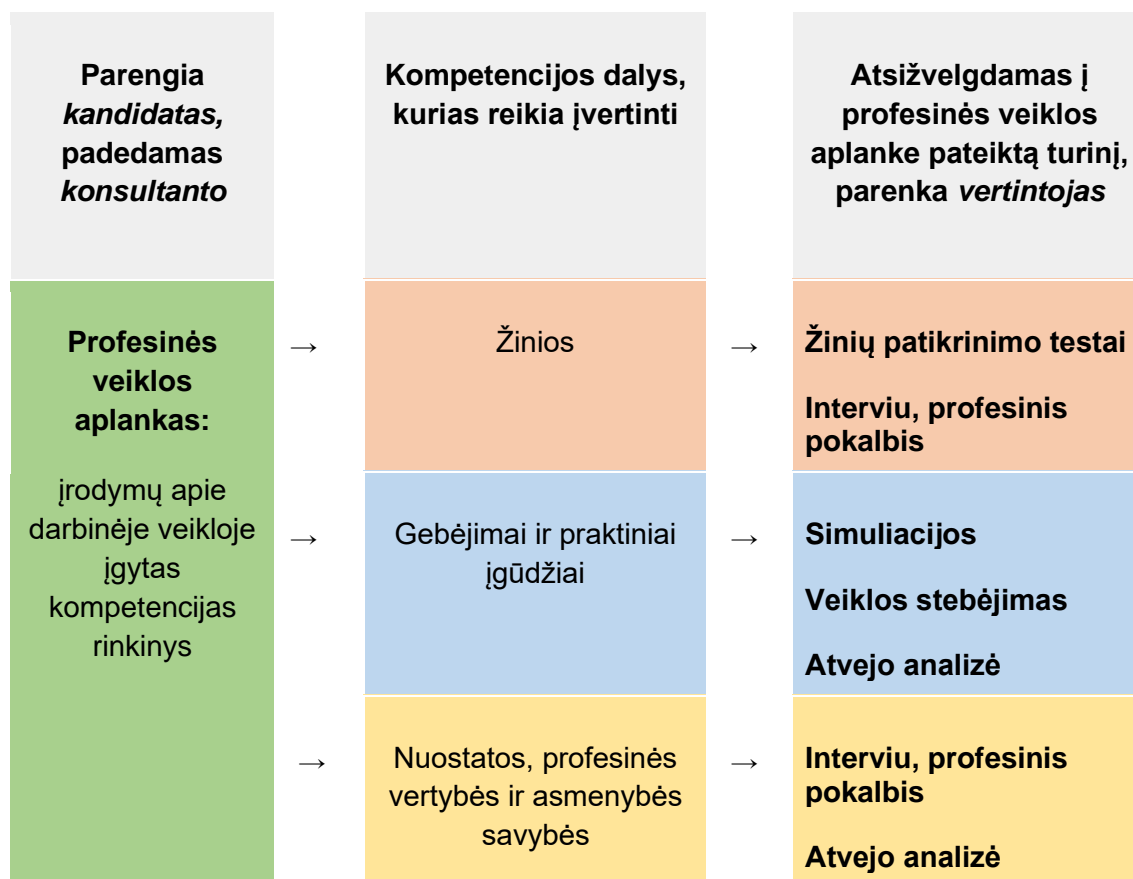 Parengia
kandidatas,
padedamas
konsultanto
Kompetencijos dalys,
kurias reikia įvertinti
Atsižvelgdamas į
profesinės veiklos
aplanke pateiktą turinį,
parenka vertintojas
Profesinės
veiklos
aplankas:
įrodymų apie
darbinėje veikloje
įgytas
kompetencijas
rinkinys
→
Žinios
→
Žinių patikrinimo testai
Interviu, profesinis
pokalbis
→
Gebėjimai ir praktiniai
įgūdžiai
→
Simuliacijos
Veiklos stebėjimas
Atvejo analizė
→
Nuostatos, profesinės
vertybės ir asmenybės
savybės
→
Interviu, profesinis
pokalbis
Atvejo analizė